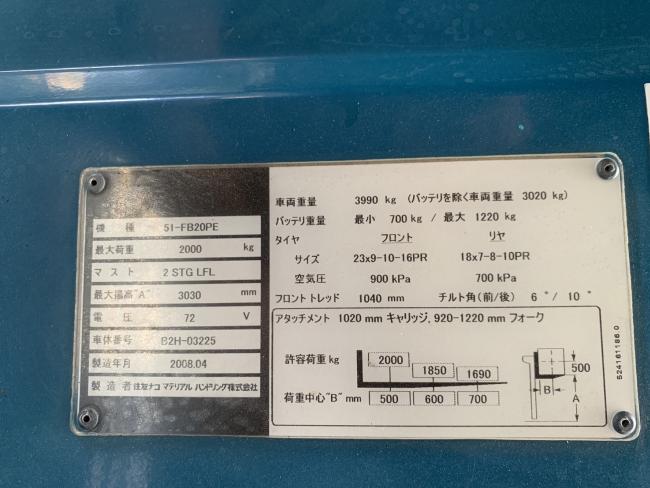 機 種 51-FB20PE
最大荷重 2000 kg
マ ス ト 2 STG LFL
最大揚高"A" 3030 mm
電 圧 72 V
車体番号 B2H-03225
製造年月 2008.04
製 造 者 住友ナコ マテリアル ハンドリング株式会社
車両重量 3990 kg (バッテリを除く車両重量 3020 kg)
バッテリ重量 最小 700 kg / 最大 1220 kg
タイヤ フロント リヤ
サイズ 23x9-10-16PR 18x7-8-10PR
空気圧 900 kPa 700 kPa
フロント トレッド 1040 mm チルト角(前/後) 6 ° / 10 °
アタッチメント 1020 mm キャリッジ, 920-1220 mm フォーク
許容荷重 kg 2000 1850 1690
荷重中心"B" mm 500 600 700
500
B
A
524161186.0